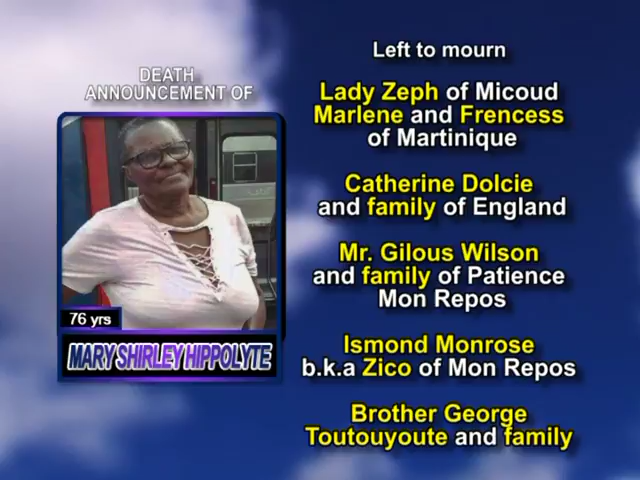 DEATH
ANNOUNCEMENT OF
76 yrs
MARY SHIRLEY HIPPOLYTE
Left to mourn
Lady Zeph of Micoud
Marlene and Frencess
of Martinique
Catherine Dolcie
and family of England
Mr. Gilous Wilson
and family of Patience
Mon Repos
Ismond Monrose
b.k.a Zico of Mon Repos
Brother George
Toutouyoute and family